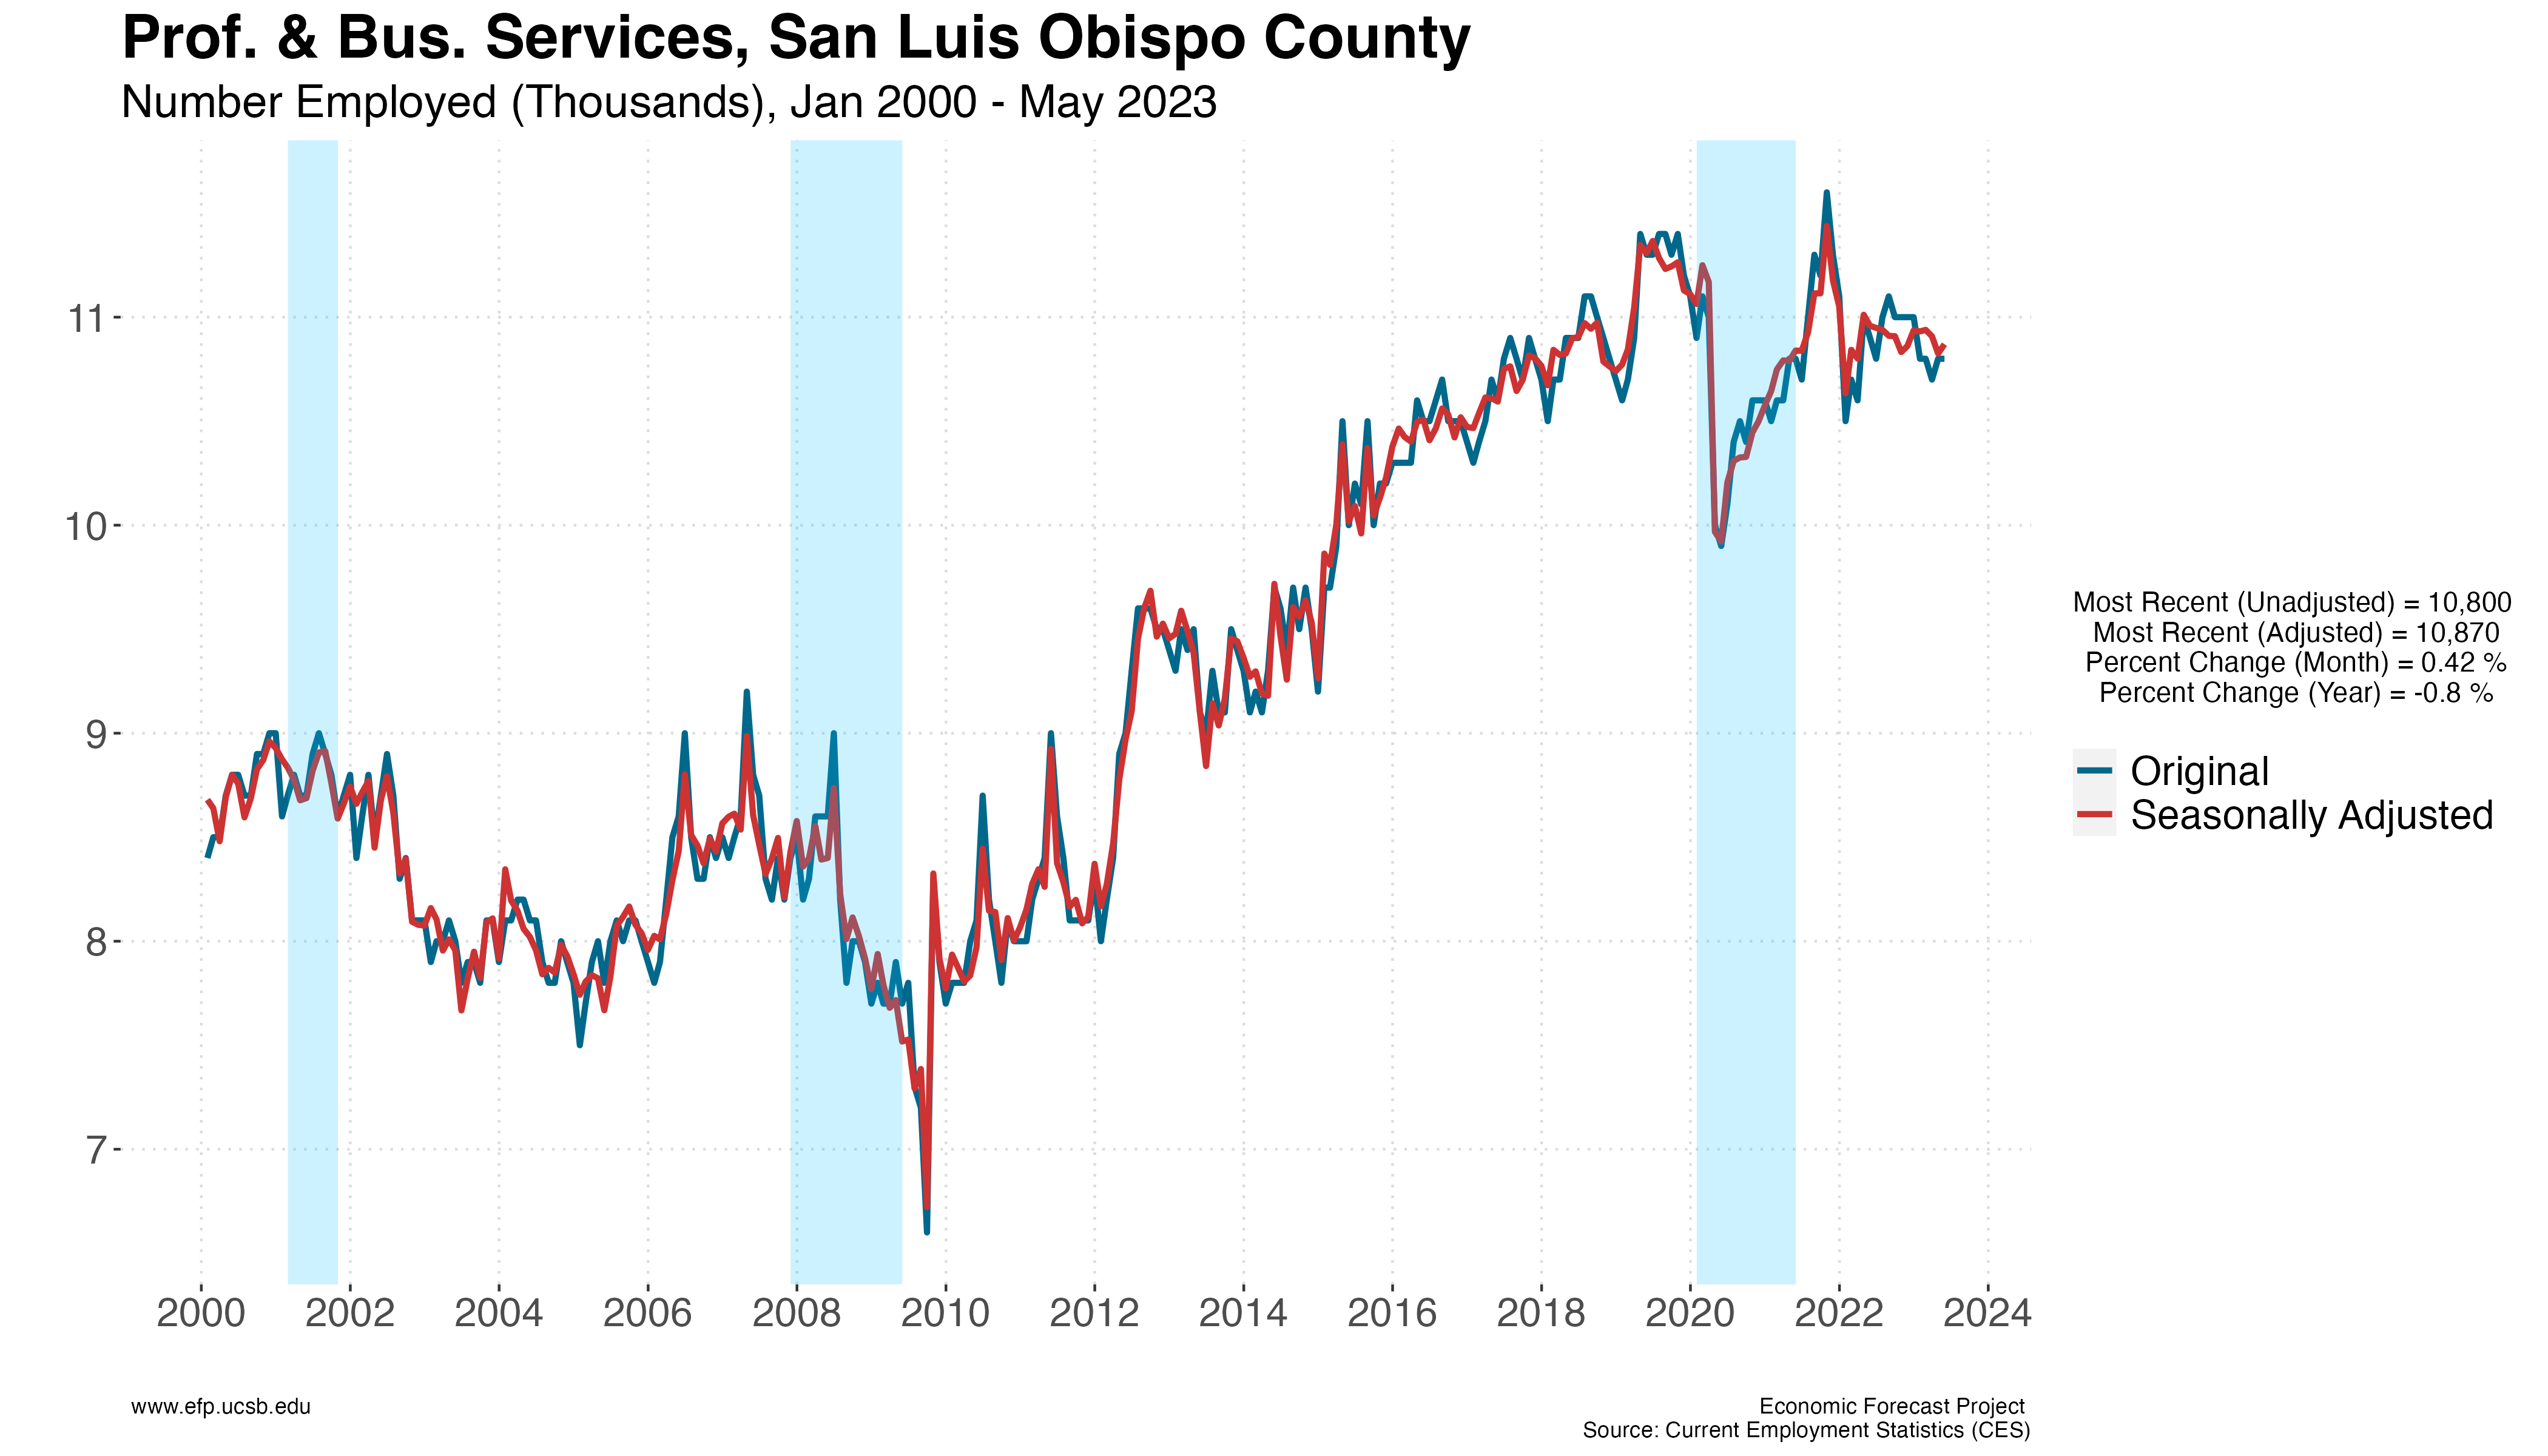 Prof. & Bus. Services, San Luis Obispo County
Number Employed (Thousands), Jan 2000 - May 2023
11
10
9
8
7
2000 2002 2004 2006 2008 2010 2012 2014 2016 2018 2020 2022 2024
Most Recent (Unadjusted) = 10,800
Most Recent (Adjusted) = 10,870
Percent Change (Month) = 0.42 %
Percent Change (Year) = -0.8 %
Original
Seasonally Adjusted
www.efp.ucsb.edu
Economic Forecast Project
Source: Current Employment Statistics (CES)